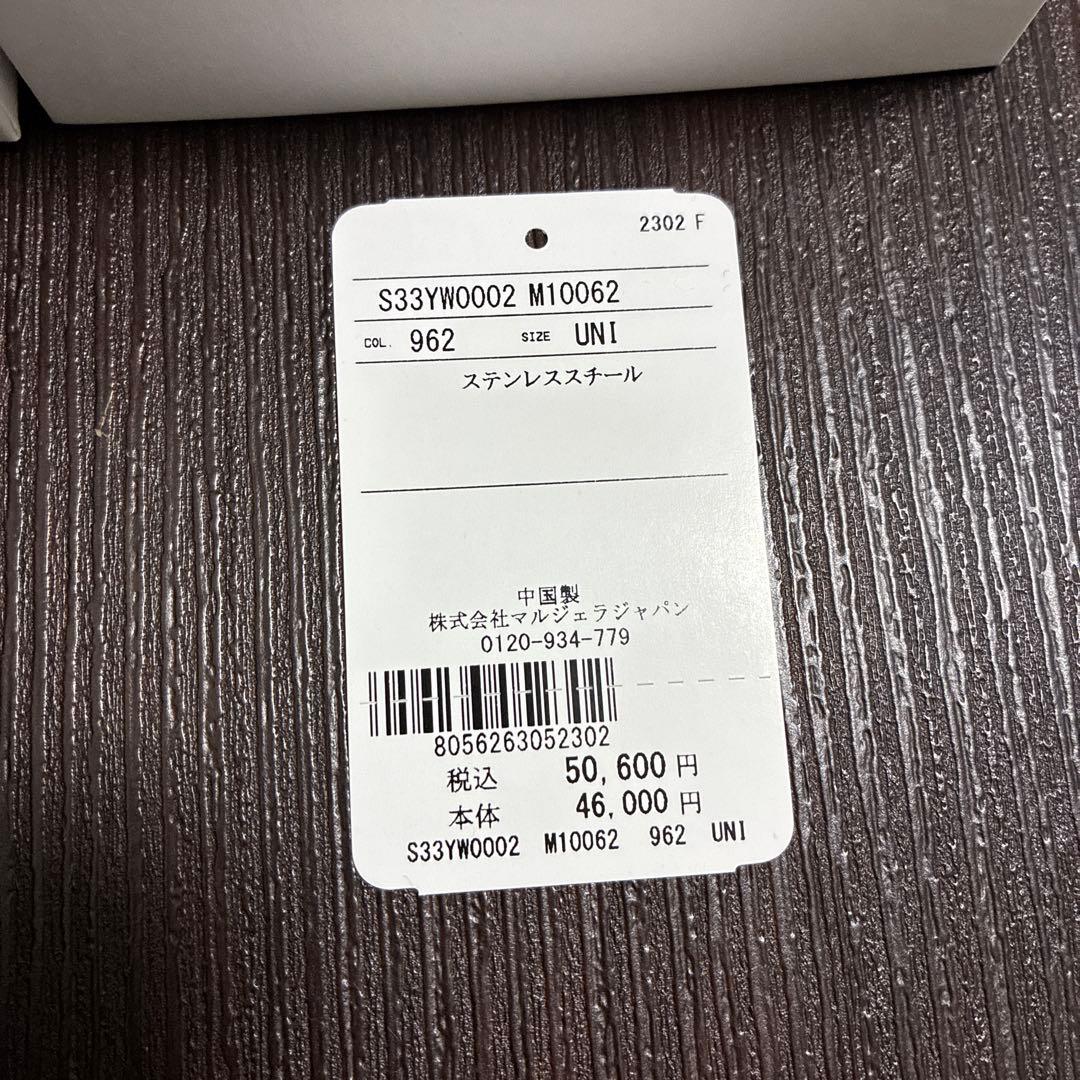 2302 F
S33YW0002 M10062
COL. 962 SIZE UNI
ステンレススチール
中国製
株式会社マルジェラジャパン
0120-934-779
8056263052302
税込 50,600 円
本体 46,000 円
S33YW0002 M10062 962 UNI